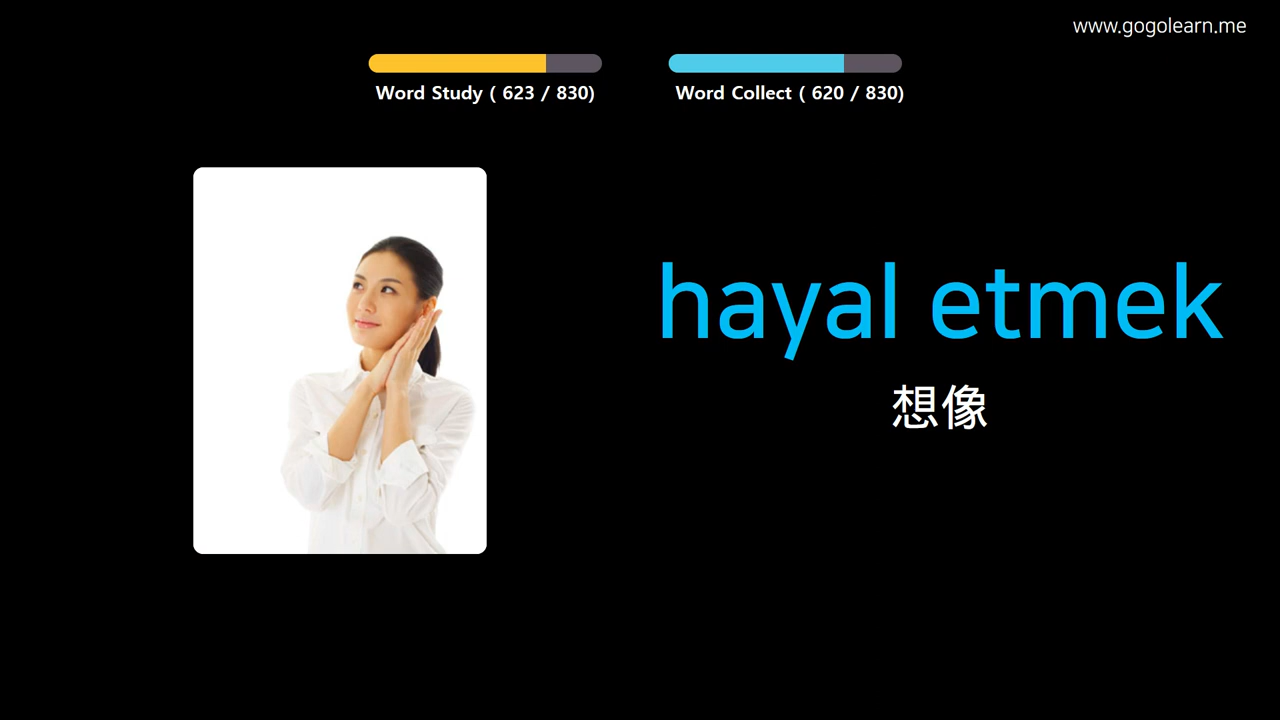 www.gogolearn.me
Word Study ( 623 / 830)
Word Collect ( 620 / 830)
hayal etmek
想像